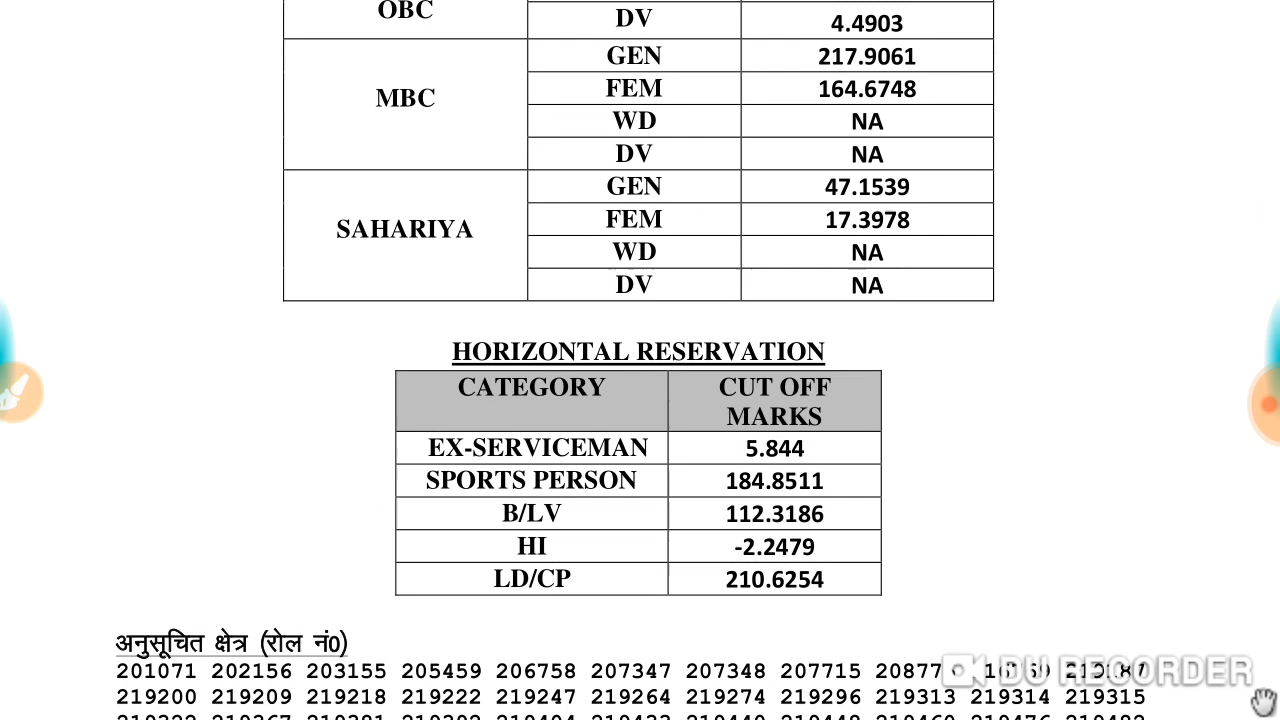 OBC DV 4.4903
MBC GEN 217.9061
FEM 164.6748
WD NA
DV NA
SAHARIYA GEN 47.1539
FEM 17.3978
WD NA
DV NA
HORIZONTAL RESERVATION
CATEGORY CUT OFF MARKS
EX-SERVICEMAN 5.844
SPORTS PERSON 184.8511
B/LV 112.3186
HI -2.2479
LD/CP 210.6254
अनुसूचित क्षेत्र (रोल नं0)
201071 202156 203155 205459 206758 207347 207348 207715
DU RECORDER
219200 219209 219218 219222 219247 219264 219274 219296 219313 219314 219315